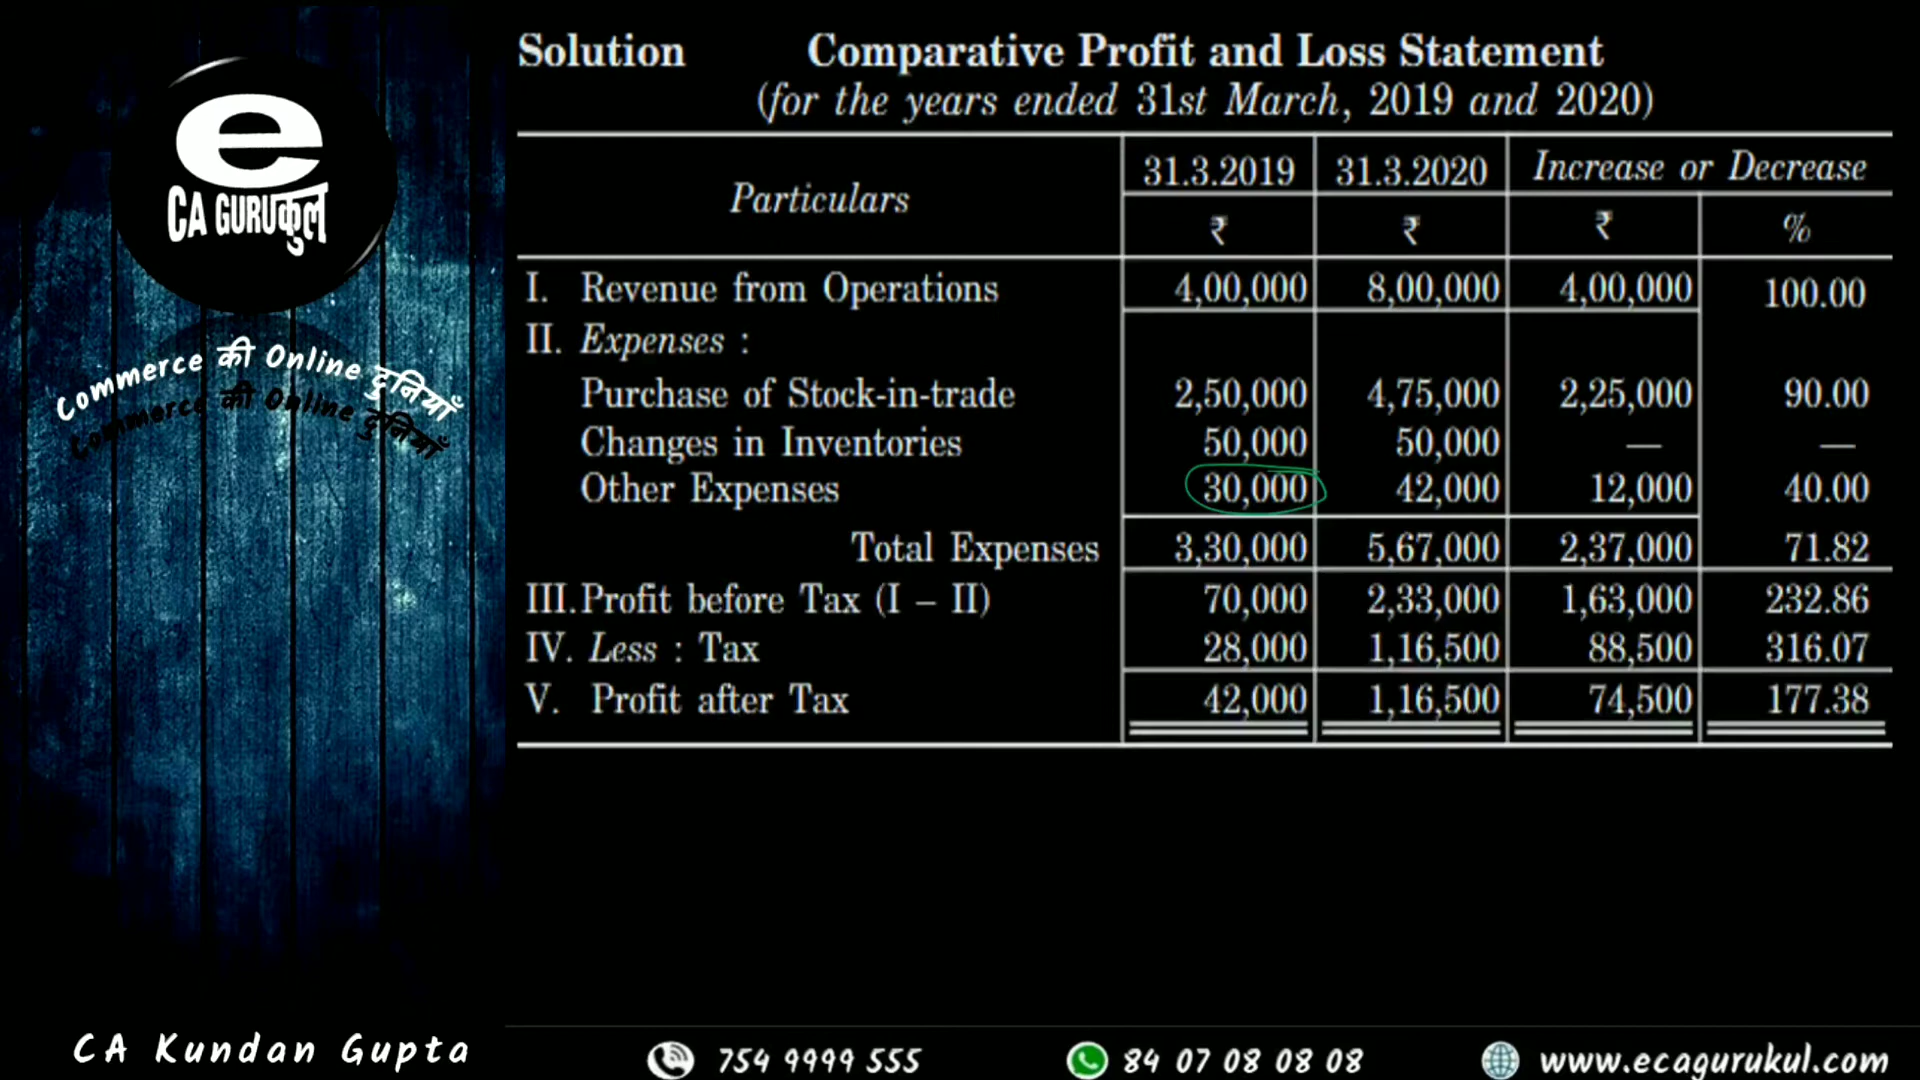 e
CA GURUकुल
Commerce की Online दुनियाँ
Commerce की Online दुनियाँ
CA Kundan Gupta
Solution Comparative Profit and Loss Statement
(for the years ended 31st March, 2019 and 2020)
Particulars 31.3.2019 31.3.2020 Increase or Decrease
₹ ₹ ₹ %
I. Revenue from Operations 4,00,000 8,00,000 4,00,000 100.00
II. Expenses :
Purchase of Stock-in-trade 2,50,000 4,75,000 2,25,000 90.00
Changes in Inventories 50,000 50,000 — —
Other Expenses 30,000 42,000 12,000 40.00
Total Expenses 3,30,000 5,67,000 2,37,000 71.82
III. Profit before Tax (I – II) 70,000 2,33,000 1,63,000 232.86
IV. Less : Tax 28,000 1,16,500 88,500 316.07
V. Profit after Tax 42,000 1,16,500 74,500 177.38
754 9999 555 84 07 08 08 08 www.ecagurukul.com